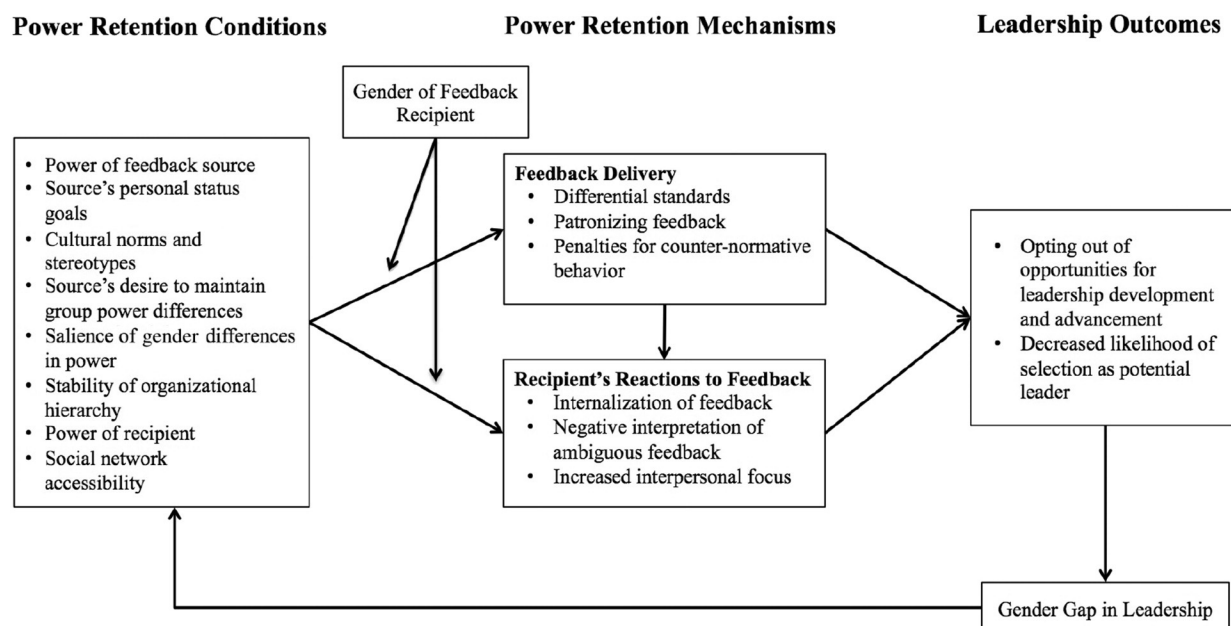 Power Retention Conditions
Power Retention Mechanisms
Leadership Outcomes
Gender of Feedback
Recipient
• Power of feedback source
• Source’s personal status
goals
• Cultural norms and
stereotypes
• Source’s desire to maintain
group power differences
• Salience of gender differences
in power
• Stability of organizational
hierarchy
• Power of recipient
• Social network
accessibility
Feedback Delivery
• Differential standards
• Patronizing feedback
• Penalties for counter-normative
behavior
Recipient’s Reactions to Feedback
• Internalization of feedback
• Negative interpretation of
ambiguous feedback
• Increased interpersonal focus
• Opting out of
opportunities for
leadership development
and advancement
• Decreased likelihood of
selection as potential
leader
Gender Gap in Leadership